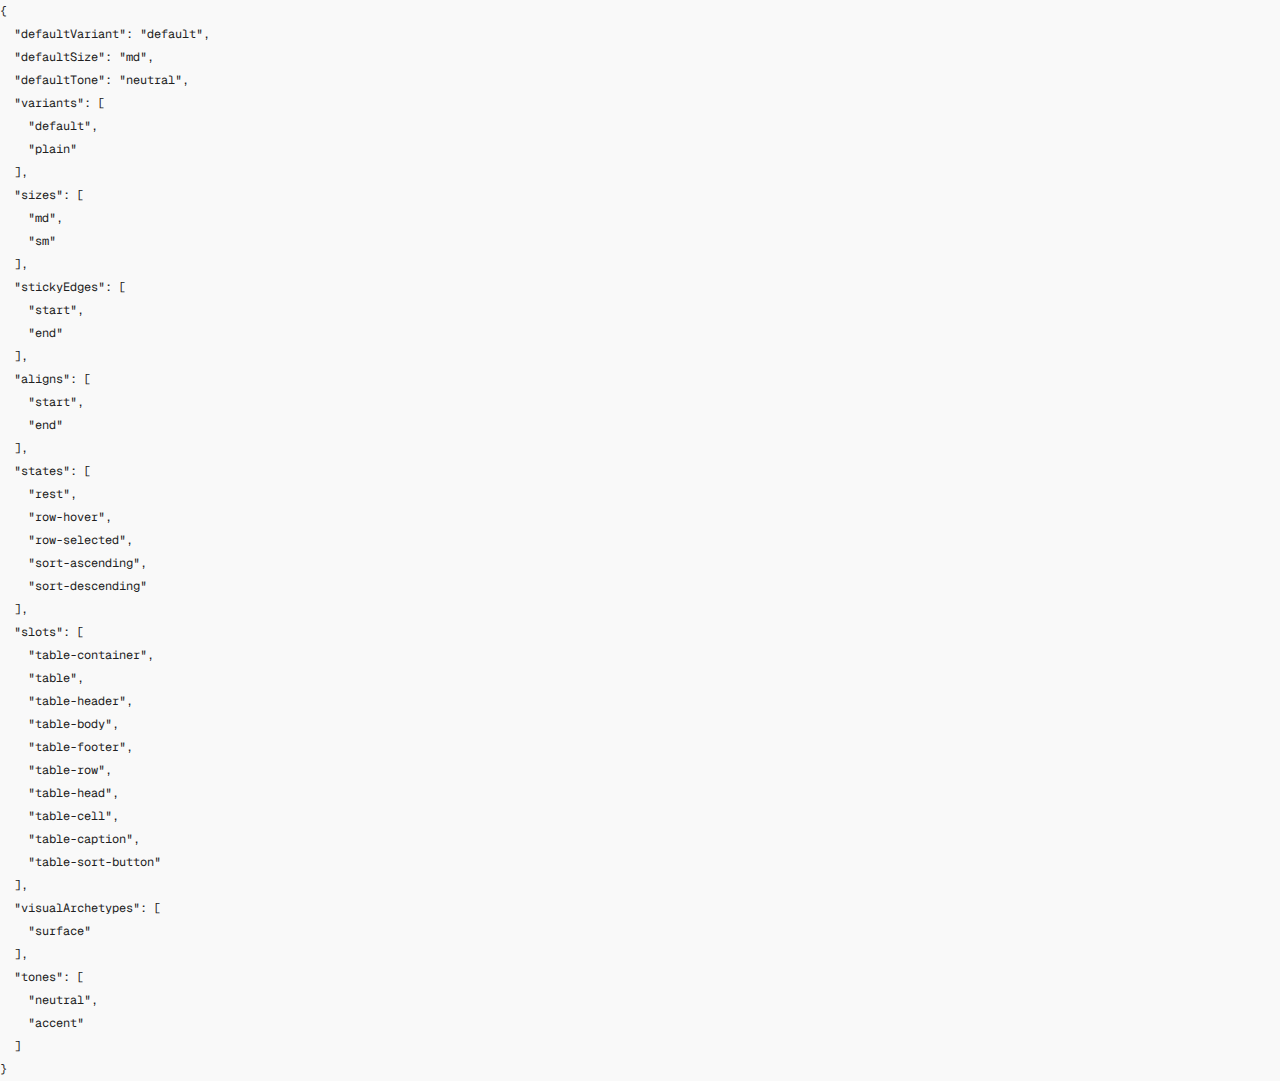 {
  "defaultVariant": "default",
  "defaultSize": "md",
  "defaultTone": "neutral",
  "variants": [
    "default",
    "plain"
  ],
  "sizes": [
    "md",
    "sm"
  ],
  "stickyEdges": [
    "start",
    "end"
  ],
  "aligns": [
    "start",
    "end"
  ],
  "states": [
    "rest",
    "row-hover",
    "row-selected",
    "sort-ascending",
    "sort-descending"
  ],
  "slots": [
    "table-container",
    "table",
    "table-header",
    "table-body",
    "table-footer",
    "table-row",
    "table-head",
    "table-cell",
    "table-caption",
    "table-sort-button"
  ],
  "visualArchetypes": [
    "surface"
  ],
  "tones": [
    "neutral",
    "accent"
  ]
}